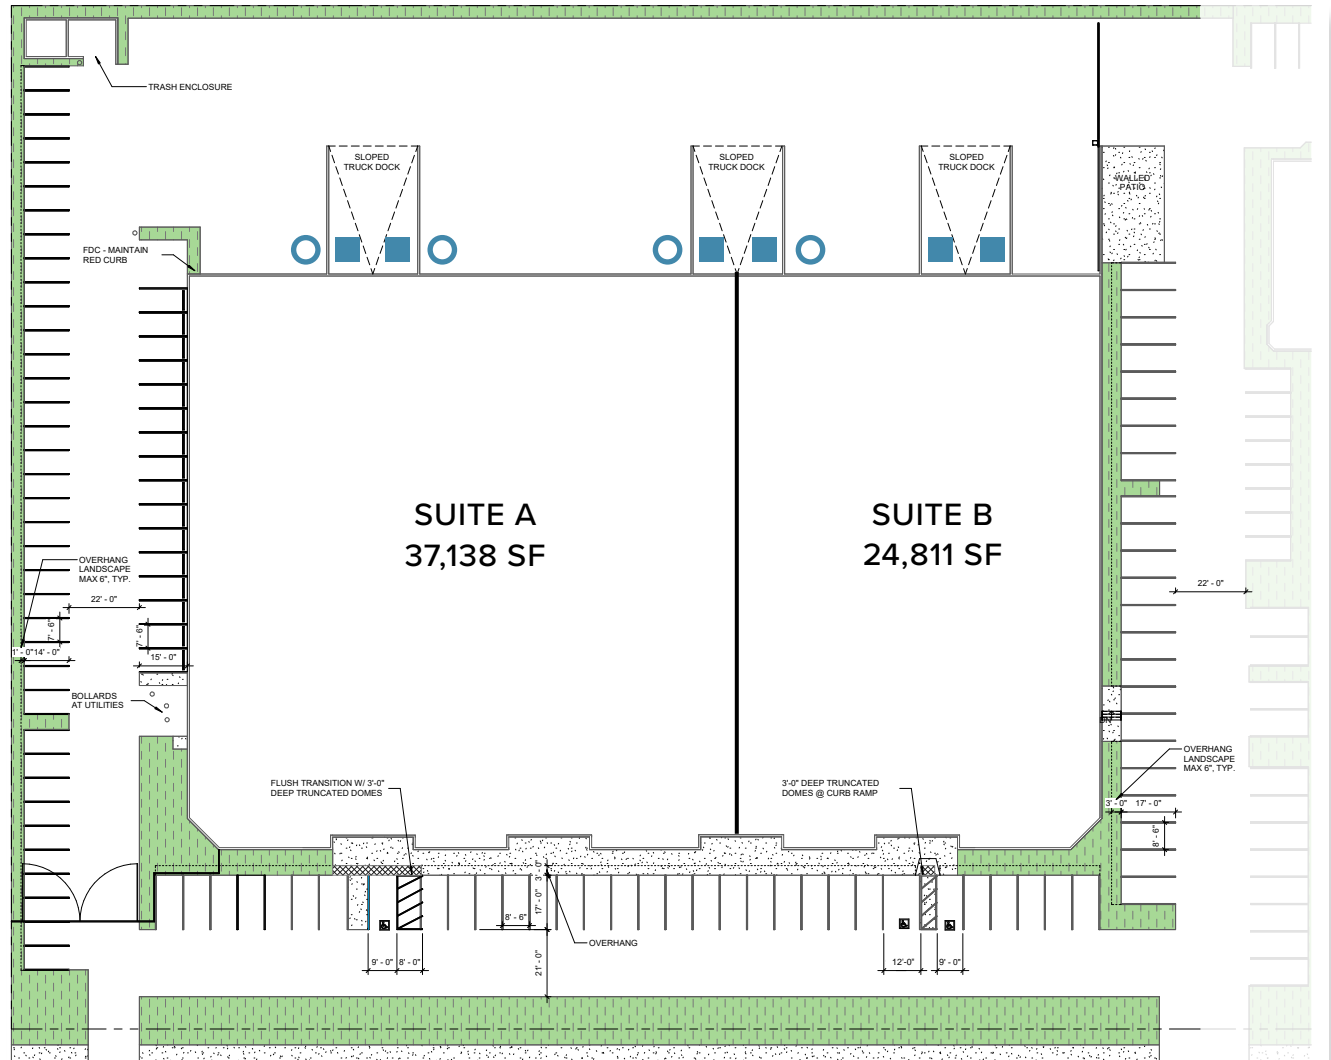 TRASH ENCLOSURE
SLOPED
TRUCK DOCK
SLOPED
TRUCK DOCK
SLOPED
TRUCK DOCK
WALLED
PATIO
FDC - MAINTAIN
RED CURB
SUITE A
37,138 SF
SUITE B
24,811 SF
OVERHANG
LANDSCAPE
MAX 6", TYP.
22' - 0"
22' - 0"
7' - 6"
7' - 6"
1' - 0"
14' - 0"
15' - 0"
BOLLARDS
AT UTILITIES
OVERHANG
LANDSCAPE
MAX 6", TYP.
FLUSH TRANSITION W/ 3'-0"
DEEP TRUNCATED DOMES
3'-0" DEEP TRUNCATED
DOMES @ CURB RAMP
3' - 0"
17' - 0"
8' - 6"
3' - 0"
17' - 0"
8' - 6"
OVERHANG
21' - 0"
9' - 0"
8' - 0"
12'-0"
9' - 0"